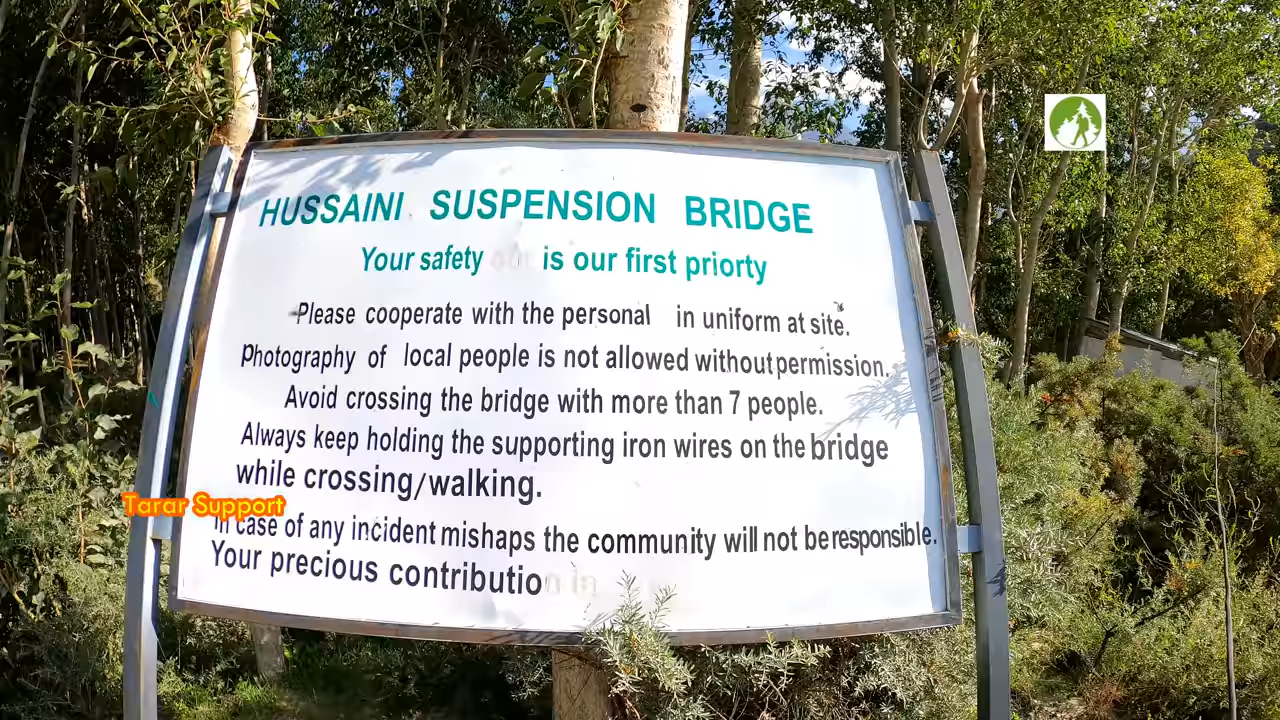 HUSSAINI SUSPENSION BRIDGE
Your safety is our first priorty
Please cooperate with the personal in uniform at site.
Photography of local people is not allowed without permission.
Avoid crossing the bridge with more than 7 people.
Always keep holding the supporting iron wires on the bridge
while crossing/walking.
Tarar Support
In case of any incident mishaps the community will not be responsible.
Your precious contributio